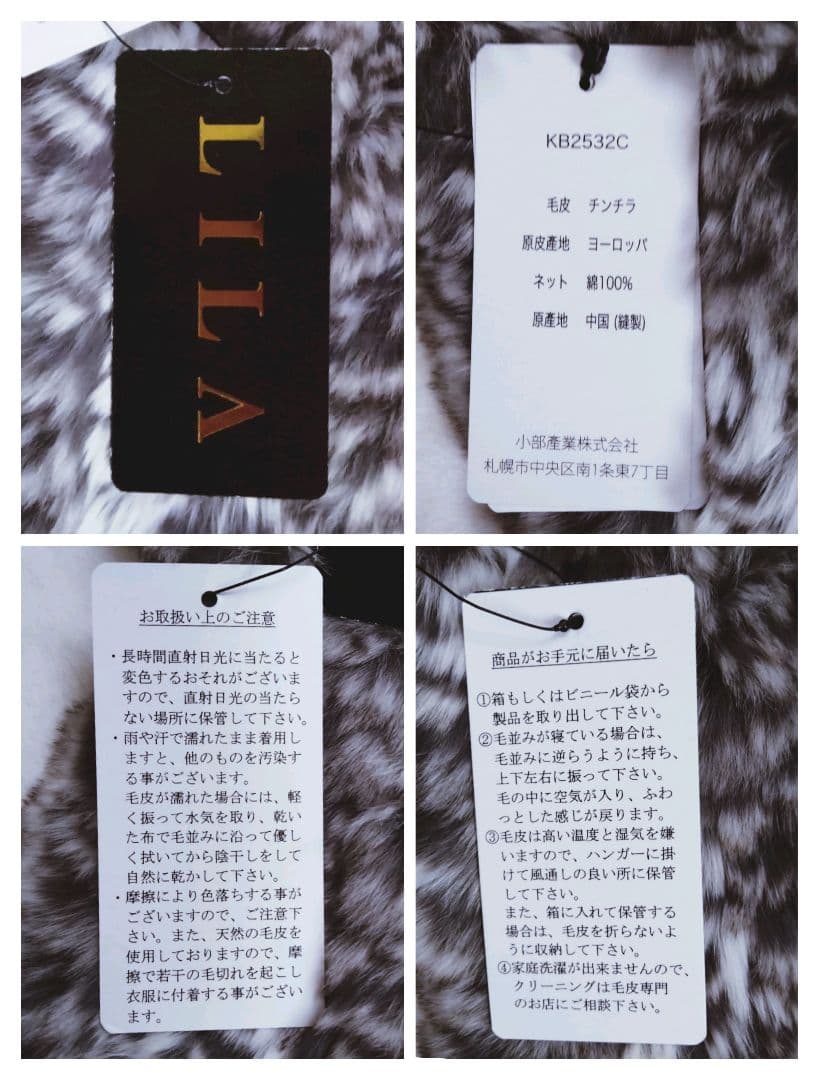 LILA
KB2532C
毛皮 チンチラ
原皮産地 ヨーロッパ
ネット 綿100%
原産地 中国 (縫製)
小部産業株式会社
札幌市中央区南1条東7丁目
お取扱い上のご注意
・長時間直射日光に当たると
変色するおそれがございま
すので、直射日光の当たら
ない場所に保管して下さい。
・雨や汗で濡れたまま着用し
ますと、他のものを汚染す
る事がございます。
毛皮が濡れた場合には、軽
く振って水気を取り、乾い
た布で毛並みに沿って優し
く拭いてから陰干しをして
自然に乾かして下さい。
・摩擦により色落ちする事が
ございますので、ご注意下
さい。また、天然の毛皮を
使用しておりますので、摩
擦で若干の毛切れを起こし
衣服に付着する事がござい
ます。
商品がお手元に届いたら
①箱もしくはビニール袋から
製品を取り出して下さい。
②毛並みが寝ている場合は、
毛並みに逆らうように持ち、
上下左右に振って下さい。
毛の中に空気が入り、ふわ
っとした感じが戻ります。
③毛皮は高い温度と湿気を嫌
いますので、ハンガーに掛
けて風通しの良い所に保管
して下さい。
また、箱に入れて保管する
場合は、毛皮を折らないよ
うに収納して下さい。
④家庭洗濯が出来ませんので、
クリーニングは毛皮専門
のお店にご相談下さい。